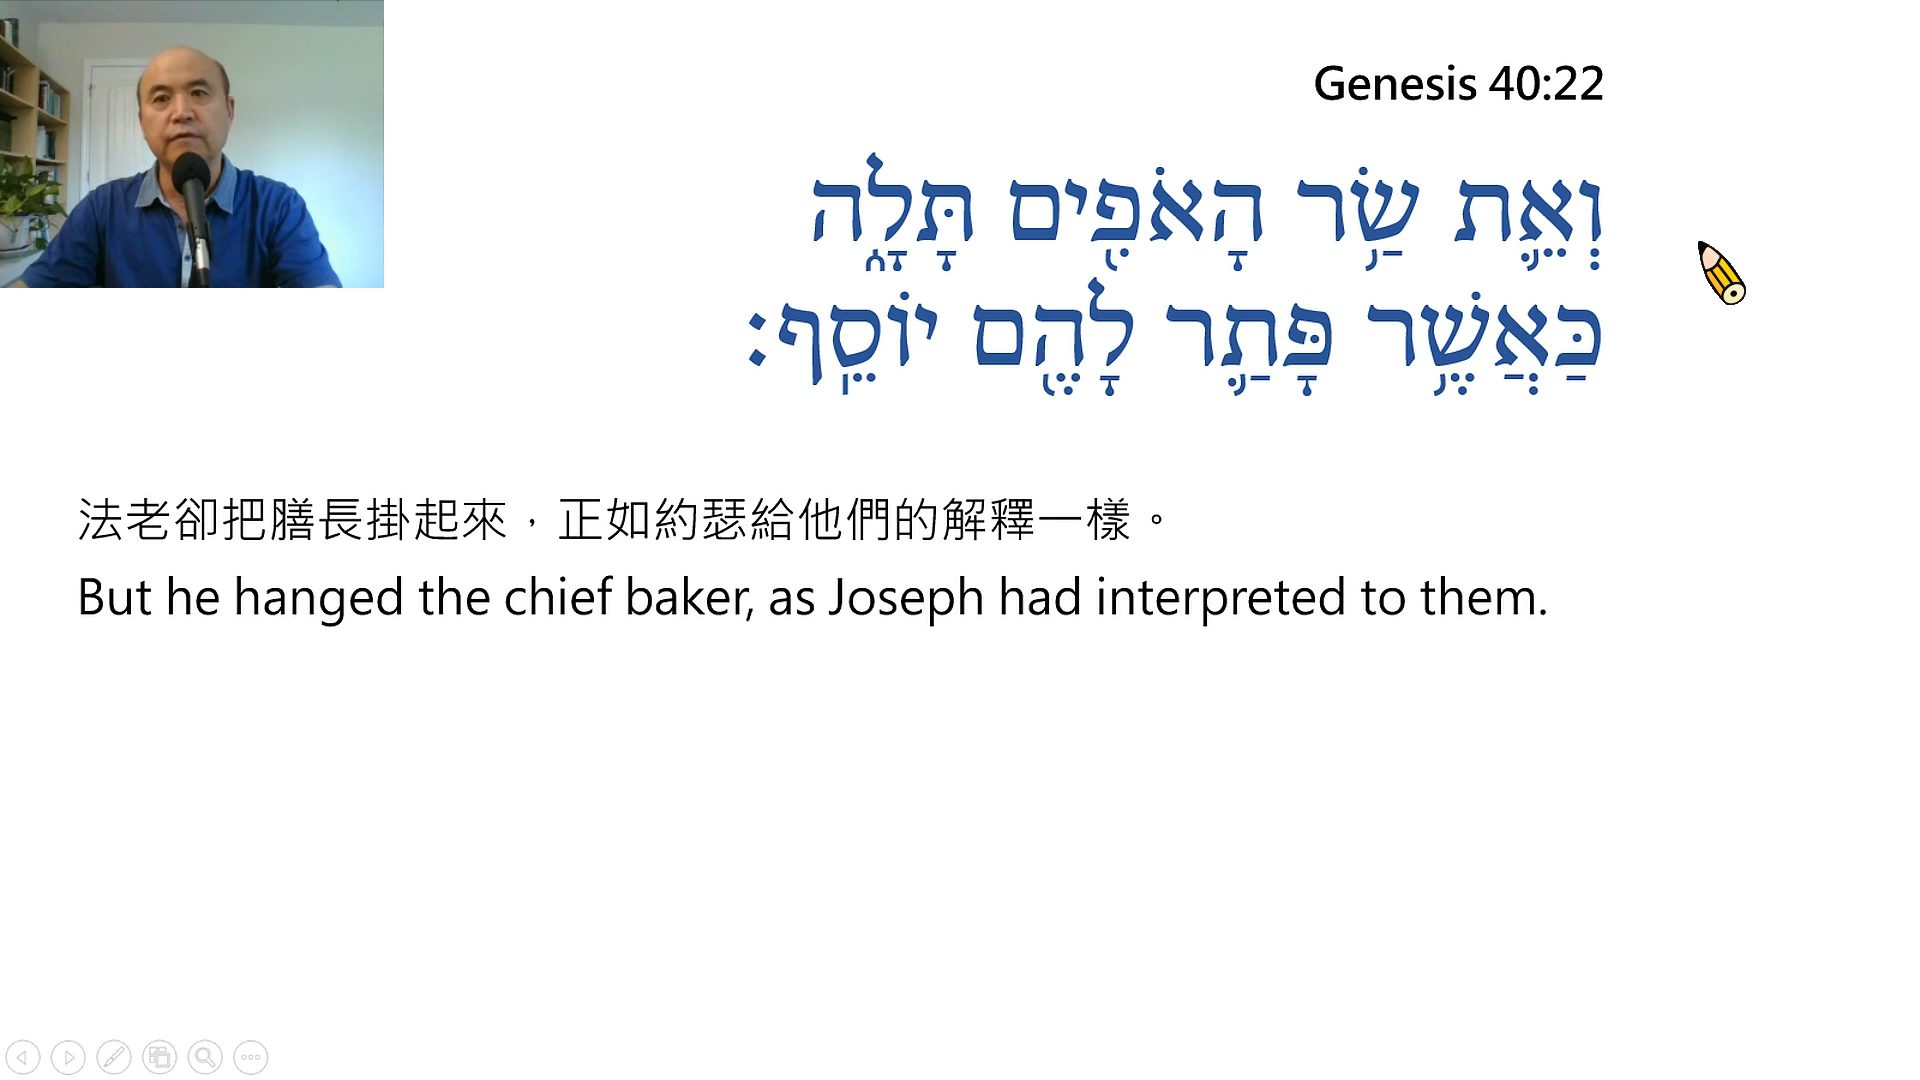 Genesis 40:22
וְאֵ֛ת שַׂ֥ר הָאֹפִ֖ים תָּלָ֑ה
כַּאֲשֶׁ֥ר פָּתַ֛ר לָהֶ֖ם יוֹסֵֽף׃
法老卻把膳長掛起來，正如約瑟給他們的解釋一樣。
But he hanged the chief baker, as Joseph had interpreted to them.